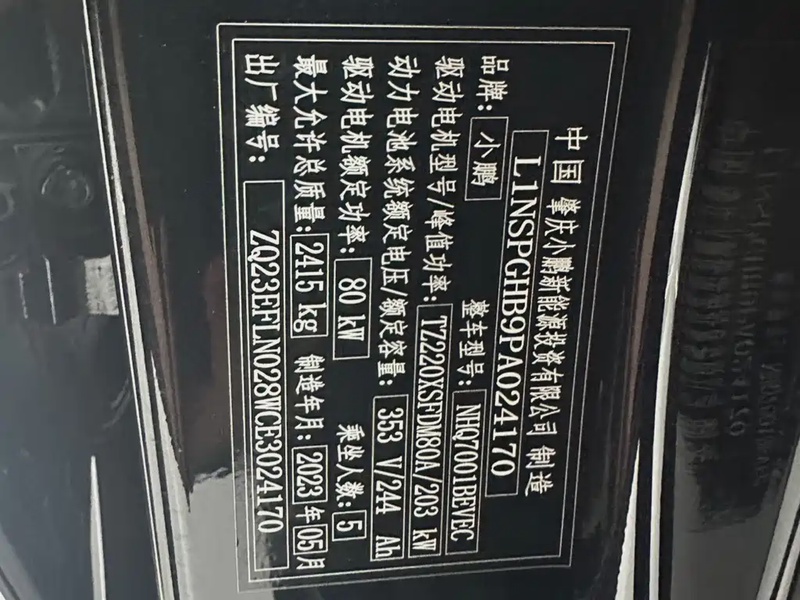 中国 肇庆小鹏新能源投资有限公司 制造
L1NSPGHB9PA024170
品牌: 小鹏 整车型号: NHQ7001BEVEC
驱动电机型号/峰值功率: TZ220XSFDM80A/203 kW
动力电池系统额定电压/额定容量: 353 V/244 Ah
驱动电机额定功率: 80 kW 乘坐人数: 5
最大允许总质量: 2415 kg 制造年月: 2023 年 05 月
出厂编号: ZQ23EFLN028WCE3024170